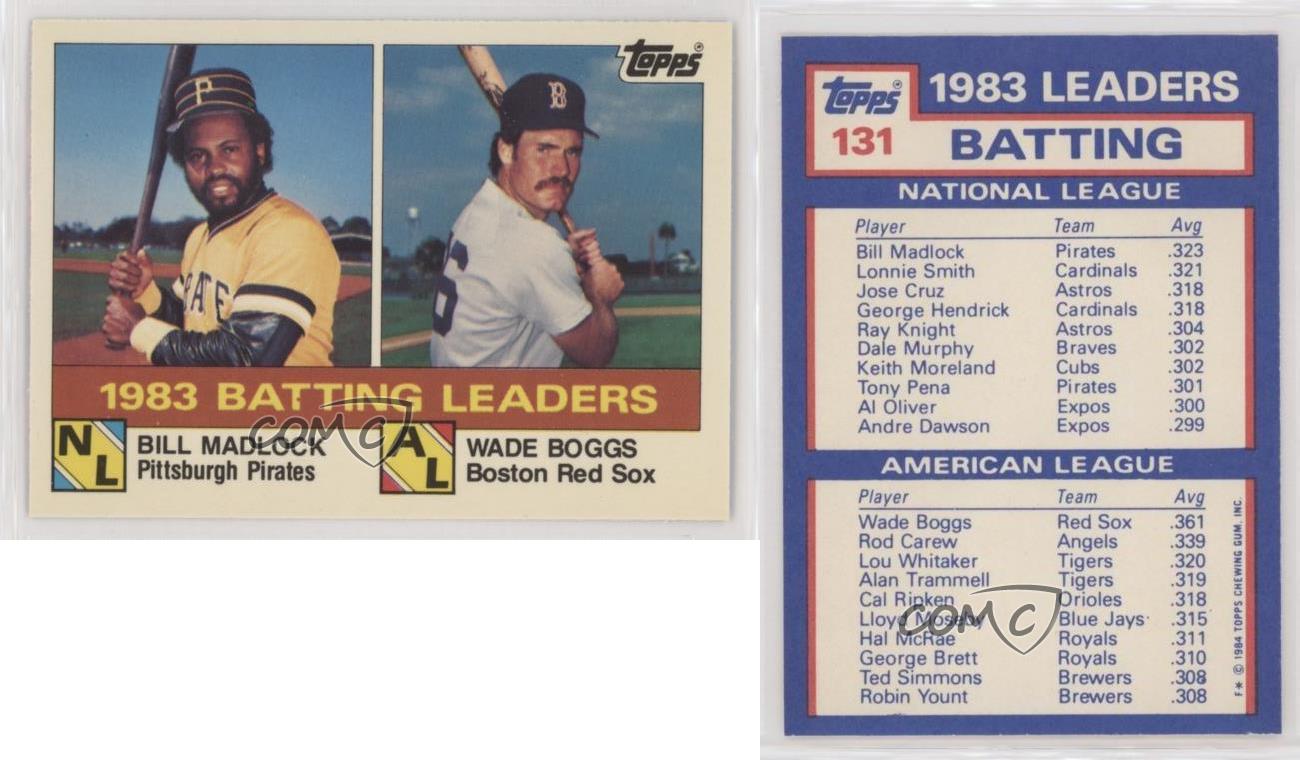 Topps
P
B
PIRATE
6
1983 BATTING LEADERS
NL
BILL MADLOCK
Pittsburgh Pirates
AL
WADE BOGGS
Boston Red Sox
COMC
Topps
131
1983 LEADERS
BATTING
NATIONAL LEAGUE
Player Team Avg
Bill Madlock Pirates .323
Lonnie Smith Cardinals .321
Jose Cruz Astros .318
George Hendrick Cardinals .318
Ray Knight Astros .304
Dale Murphy Braves .302
Keith Moreland Cubs .302
Tony Pena Pirates .301
Al Oliver Expos .300
Andre Dawson Expos .299
AMERICAN LEAGUE
Player Team Avg
Wade Boggs Red Sox .361
Rod Carew Angels .339
Lou Whitaker Tigers .320
Alan Trammell Tigers .319
Cal Ripken Orioles .318
Lloyd Moseby Blue Jays .315
Hal McRae Royals .311
George Brett Royals .310
Ted Simmons Brewers .308
Robin Yount Brewers .308
F* © 1984 TOPPS CHEWING GUM, INC.
COMC